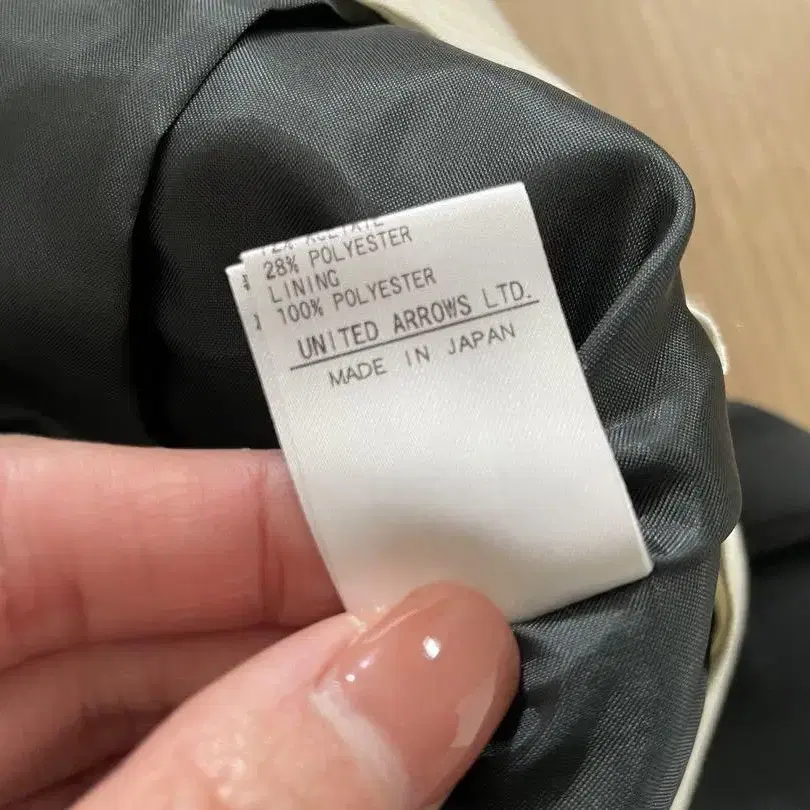 28% POLYESTER
LINING
100% POLYESTER
UNITED ARROWS LTD.
MADE IN JAPAN